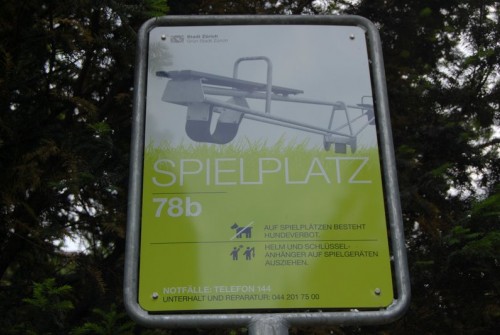 Stadt Zürich
SPIELPLATZ
78b
AUF SPIELPLÄTZEN BESTEHT
HUNDEVERBOT.
HELM UND SCHLÜSSEL-
ANHÄNGER AUF SPIELGERÄTEN
AUSZIEHEN.
NOTFÄLLE: TELEFON 144
UNTERHALT UND REPARATUR: 044 201 75 00